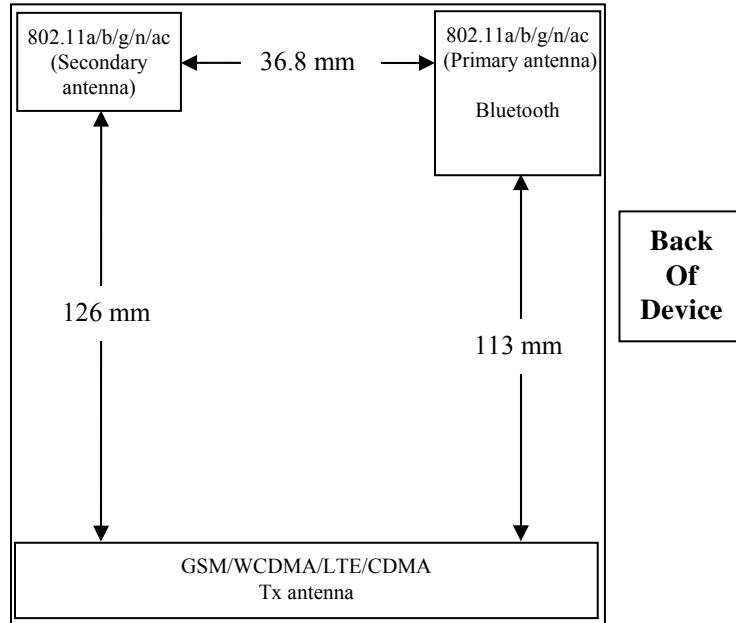 802.11a/b/g/n/ac
(Secondary
antenna)
36.8 mm
802.11a/b/g/n/ac
(Primary antenna)
Bluetooth
126 mm
113 mm
Back
Of
Device
GSM/WCDMA/LTE/CDMA
Tx antenna